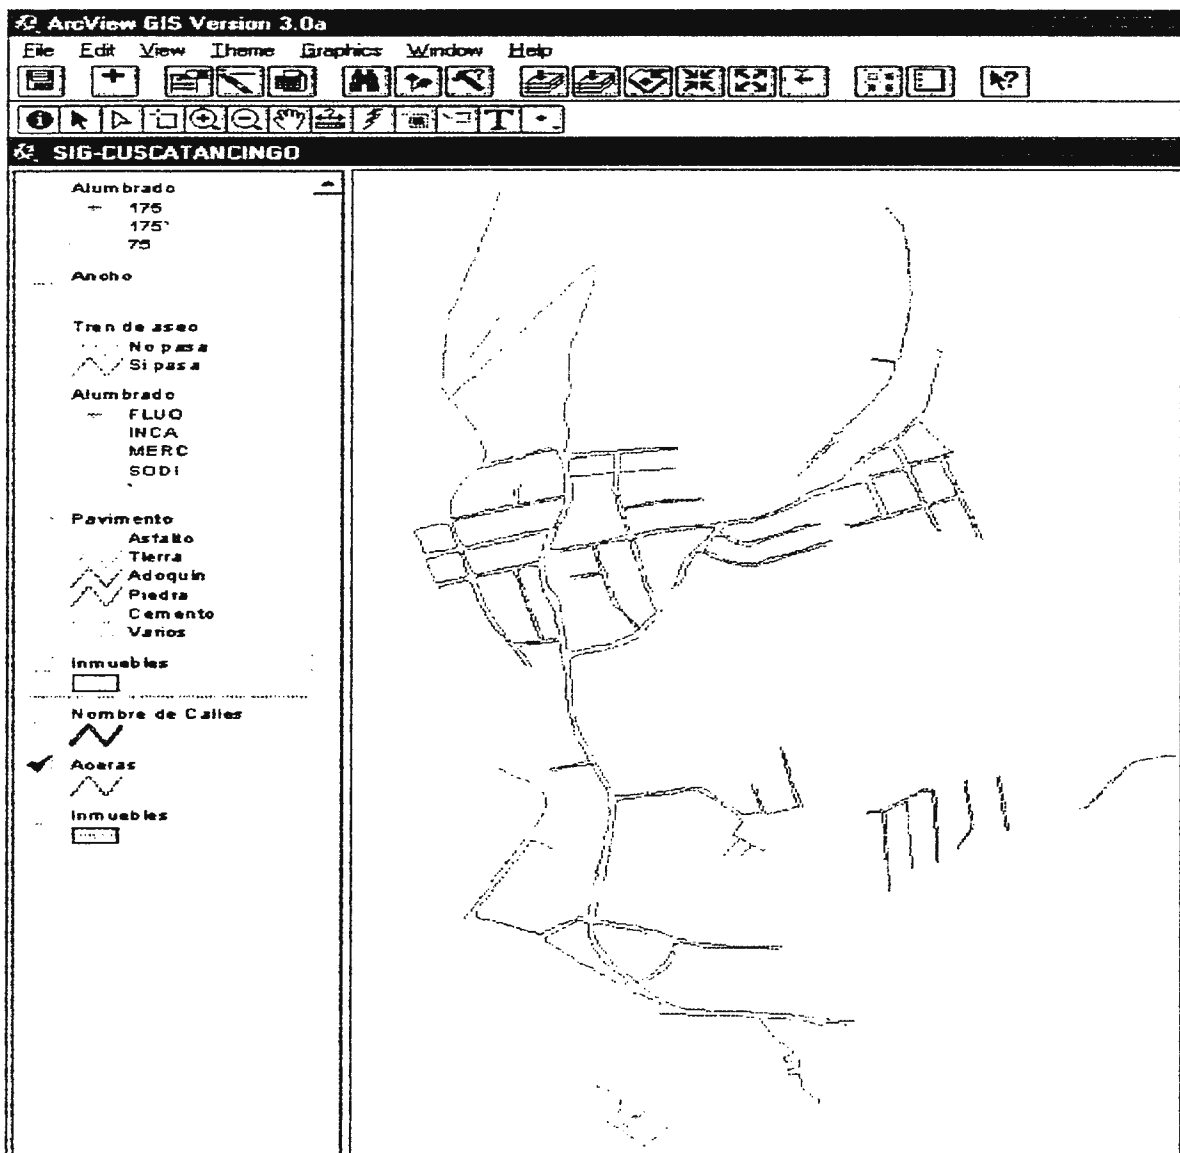 ArcView GIS Version 3.0a
File Edit View Theme Graphics Window Help
SIG-CUSCATANCINGO
Alumbrado
175
175`
75
Ancho
Tren de aseo
No pasa
Si pasa
Alumbrado
FLUO
INCA
MERC
SODI
Pavimento
Asfalto
Tierra
Adoquin
Piedra
Cemento
Varios
Inmuebles
Nombre de Calles
Aceras
Inmuebles